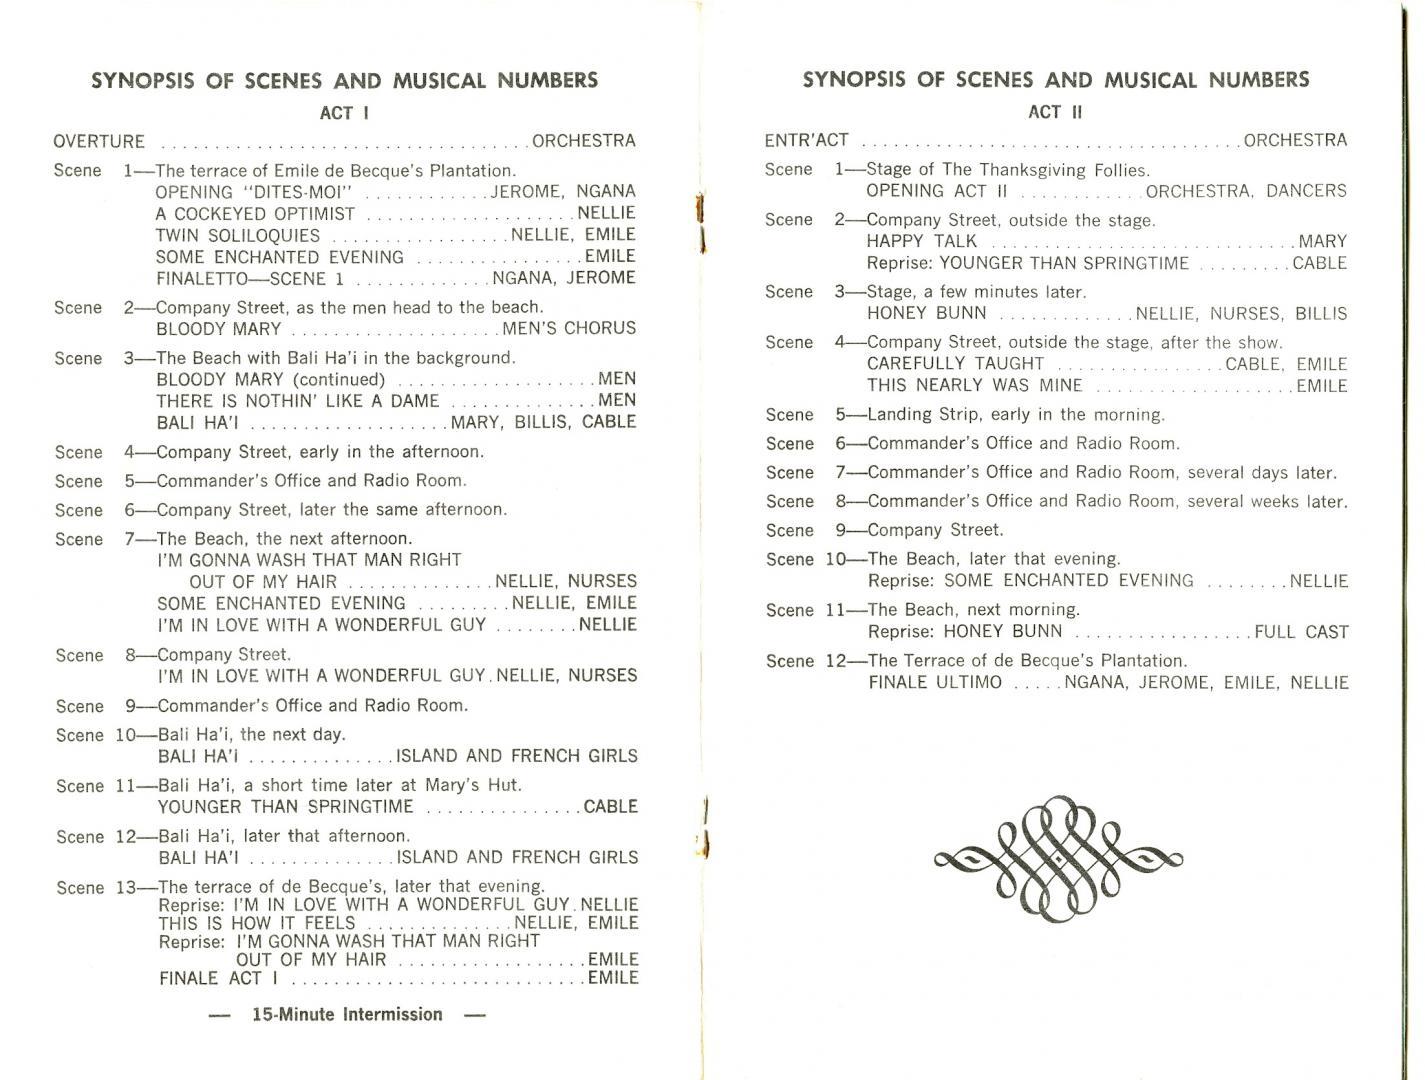 SYNOPSIS OF SCENES AND MUSICAL NUMBERS
ACT I
OVERTURE ................................... ORCHESTRA
Scene 1—The terrace of Emile de Becque's Plantation.
OPENING "DITES-MOI" ............ JEROME, NGANA
A COCKEYED OPTIMIST .................... NELLIE
TWIN SOLILOQUIES ................. NELLIE, EMILE
SOME ENCHANTED EVENING ................ EMILE
FINALETTO—SCENE 1 ............. NGANA, JEROME
Scene 2—Company Street, as the men head to the beach.
BLOODY MARY .................... MEN'S CHORUS
Scene 3—The Beach with Bali Ha'i in the background.
BLOODY MARY (continued) ................... MEN
THERE IS NOTHIN' LIKE A DAME .............. MEN
BALI HA'I ................... MARY, BILLIS, CABLE
Scene 4—Company Street, early in the afternoon.
Scene 5—Commander's Office and Radio Room.
Scene 6—Company Street, later the same afternoon.
Scene 7—The Beach, the next afternoon.
I'M GONNA WASH THAT MAN RIGHT
OUT OF MY HAIR .............. NELLIE, NURSES
SOME ENCHANTED EVENING ......... NELLIE, EMILE
I'M IN LOVE WITH A WONDERFUL GUY ........ NELLIE
Scene 8—Company Street.
I'M IN LOVE WITH A WONDERFUL GUY . NELLIE, NURSES
Scene 9—Commander's Office and Radio Room.
Scene 10—Bali Ha'i, the next day.
BALI HA'I .............. ISLAND AND FRENCH GIRLS
Scene 11—Bali Ha'i, a short time later at Mary's Hut.
YOUNGER THAN SPRINGTIME ............... CABLE
Scene 12—Bali Ha'i, later that afternoon.
BALI HA'I .............. ISLAND AND FRENCH GIRLS
Scene 13—The terrace of de Becque's, later that evening.
Reprise: I'M IN LOVE WITH A WONDERFUL GUY . NELLIE
THIS IS HOW IT FEELS .............. NELLIE, EMILE
Reprise: I'M GONNA WASH THAT MAN RIGHT
OUT OF MY HAIR .................. EMILE
FINALE ACT I ............................ EMILE
— 15-Minute Intermission —
SYNOPSIS OF SCENES AND MUSICAL NUMBERS
ACT II
ENTR'ACT .................................... ORCHESTRA
Scene 1—Stage of The Thanksgiving Follies.
OPENING ACT II ............ ORCHESTRA, DANCERS
Scene 2—Company Street, outside the stage.
HAPPY TALK ............................. MARY
Reprise: YOUNGER THAN SPRINGTIME ......... CABLE
Scene 3—Stage, a few minutes later.
HONEY BUNN ............. NELLIE, NURSES, BILLIS
Scene 4—Company Street, outside the stage, after the show.
CAREFULLY TAUGHT ................ CABLE, EMILE
THIS NEARLY WAS MINE ................... EMILE
Scene 5—Landing Strip, early in the morning.
Scene 6—Commander's Office and Radio Room.
Scene 7—Commander's Office and Radio Room, several days later.
Scene 8—Commander's Office and Radio Room, several weeks later.
Scene 9—Company Street.
Scene 10—The Beach, later that evening.
Reprise: SOME ENCHANTED EVENING ........ NELLIE
Scene 11—The Beach, next morning.
Reprise: HONEY BUNN ................. FULL CAST
Scene 12—The Terrace of de Becque's Plantation.
FINALE ULTIMO ..... NGANA, JEROME, EMILE, NELLIE